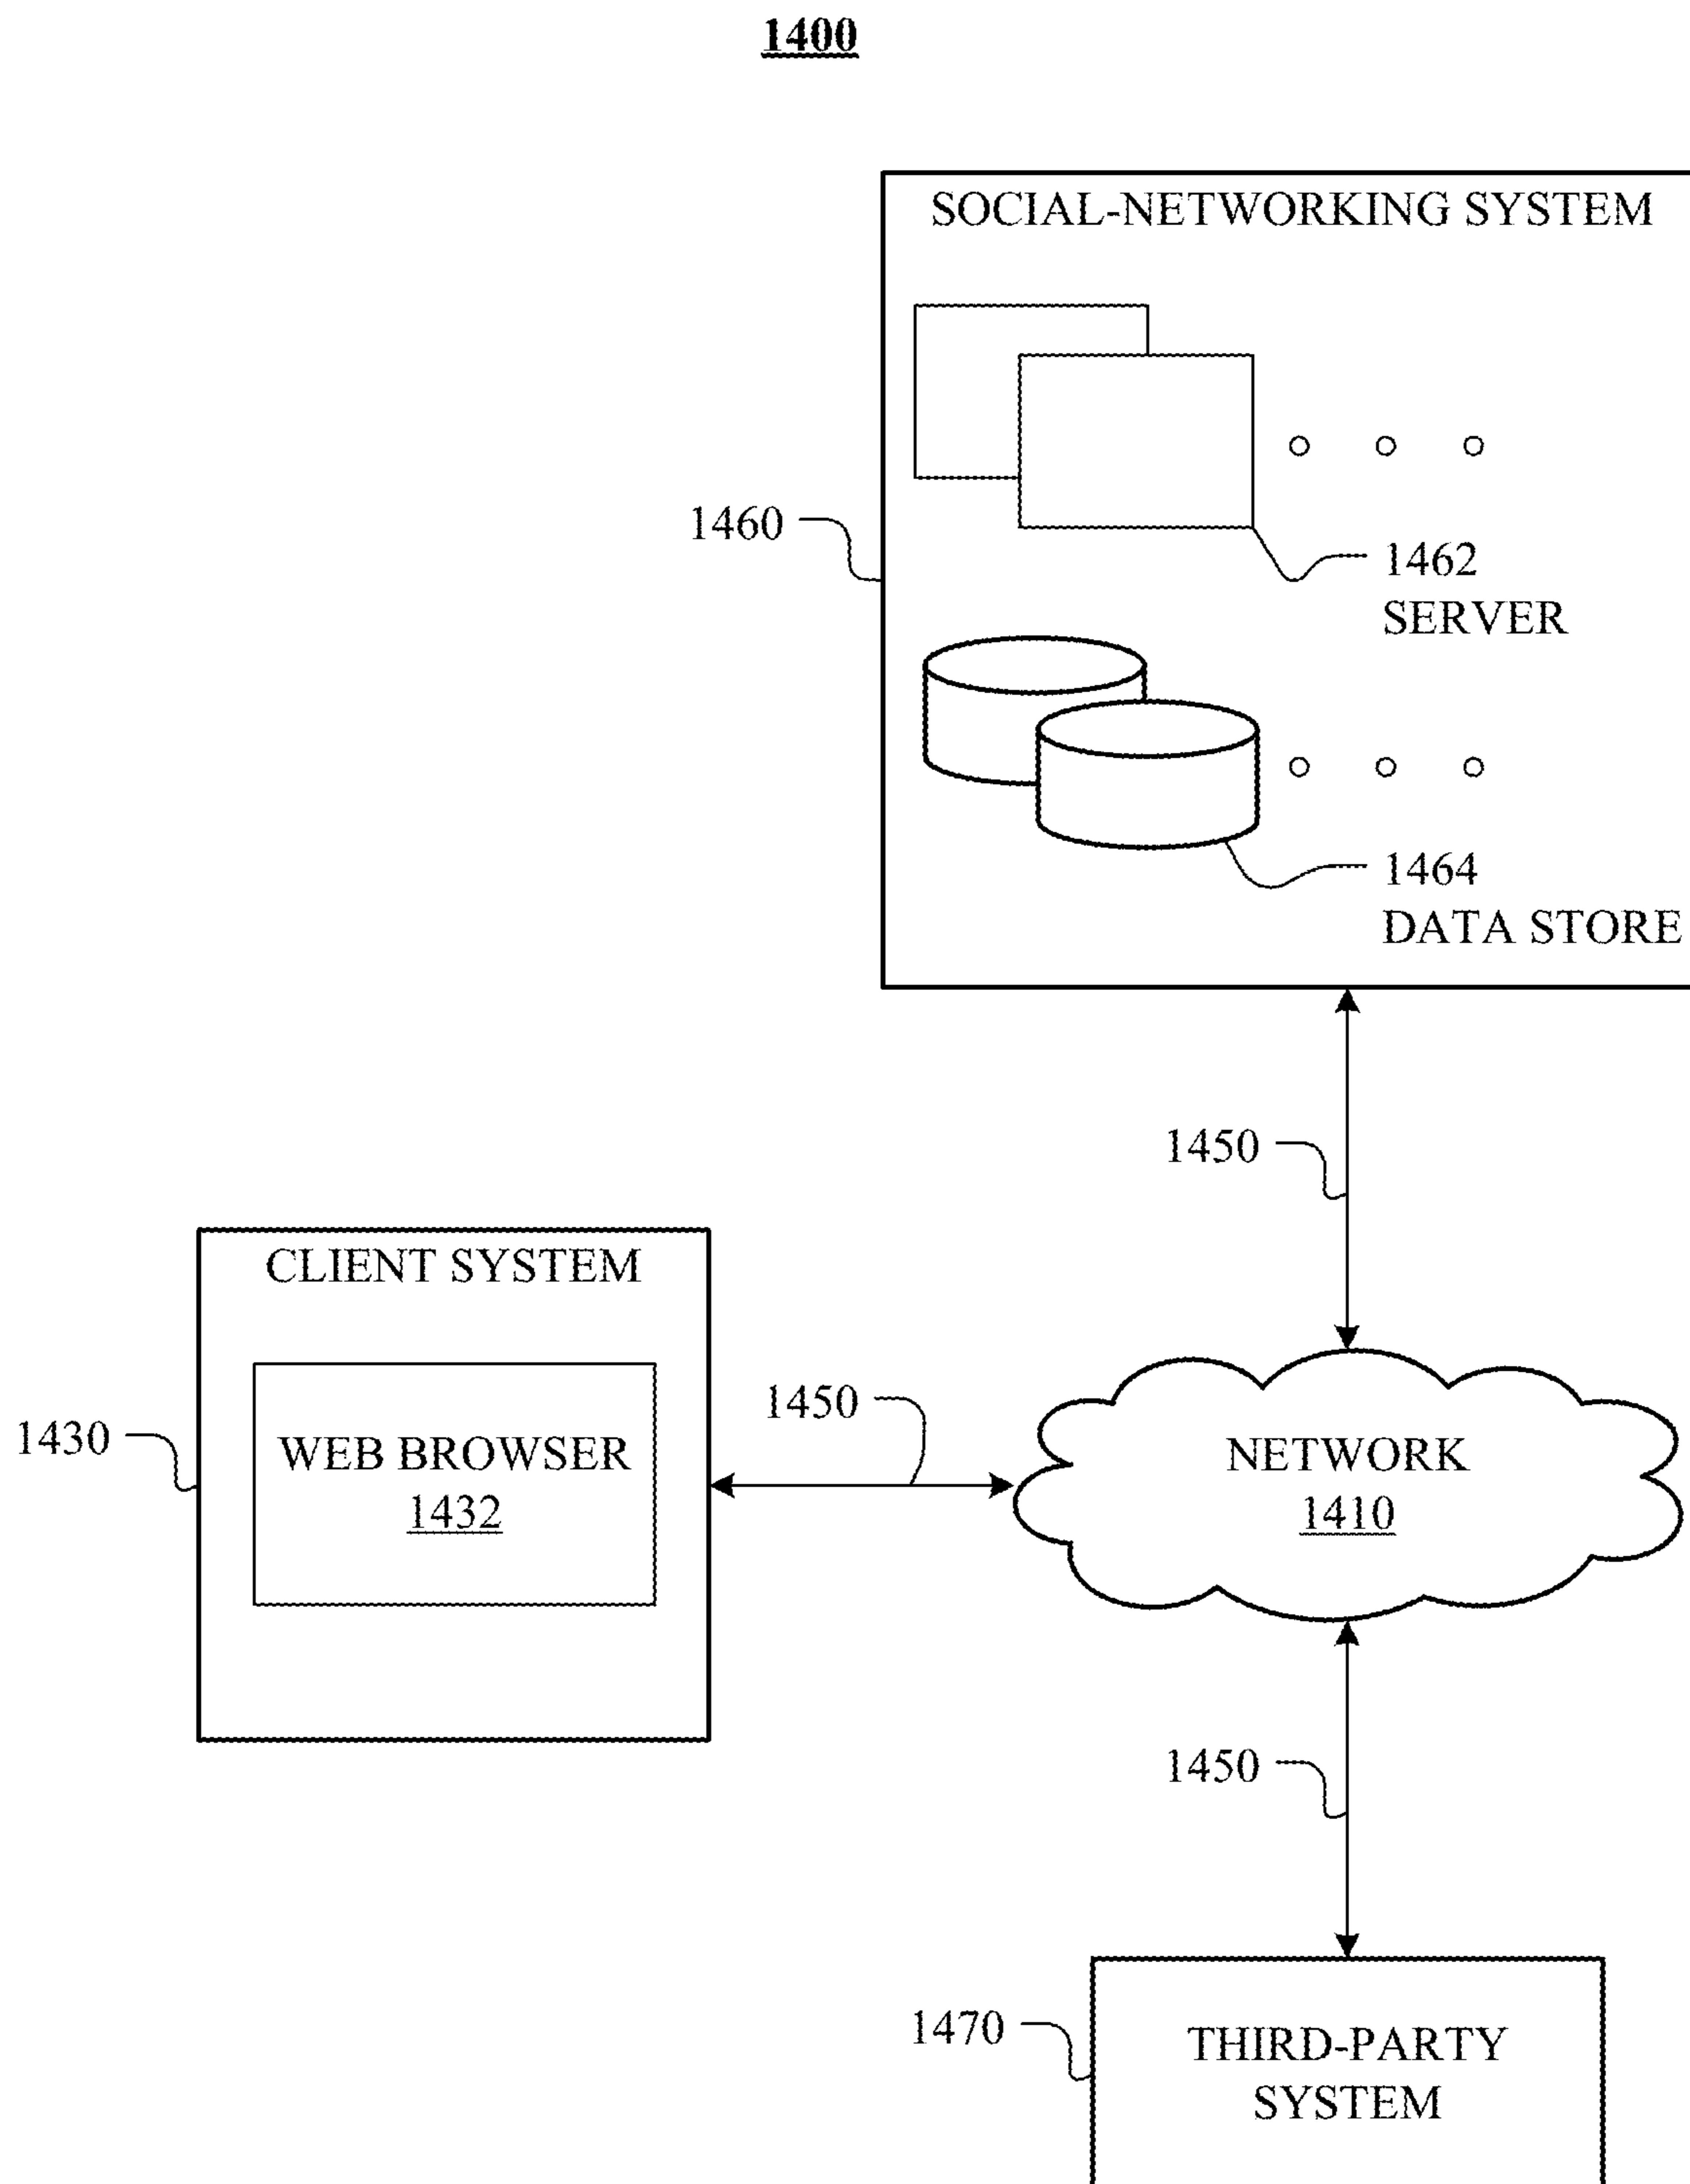 1400
SOCIAL-NETWORKING SYSTEM
1460
1462
SERVER
1464
DATA STORE
1450
CLIENT SYSTEM
1430
WEB BROWSER
1432
1450
NETWORK
1410
1450
1470
THIRD-PARTY
SYSTEM